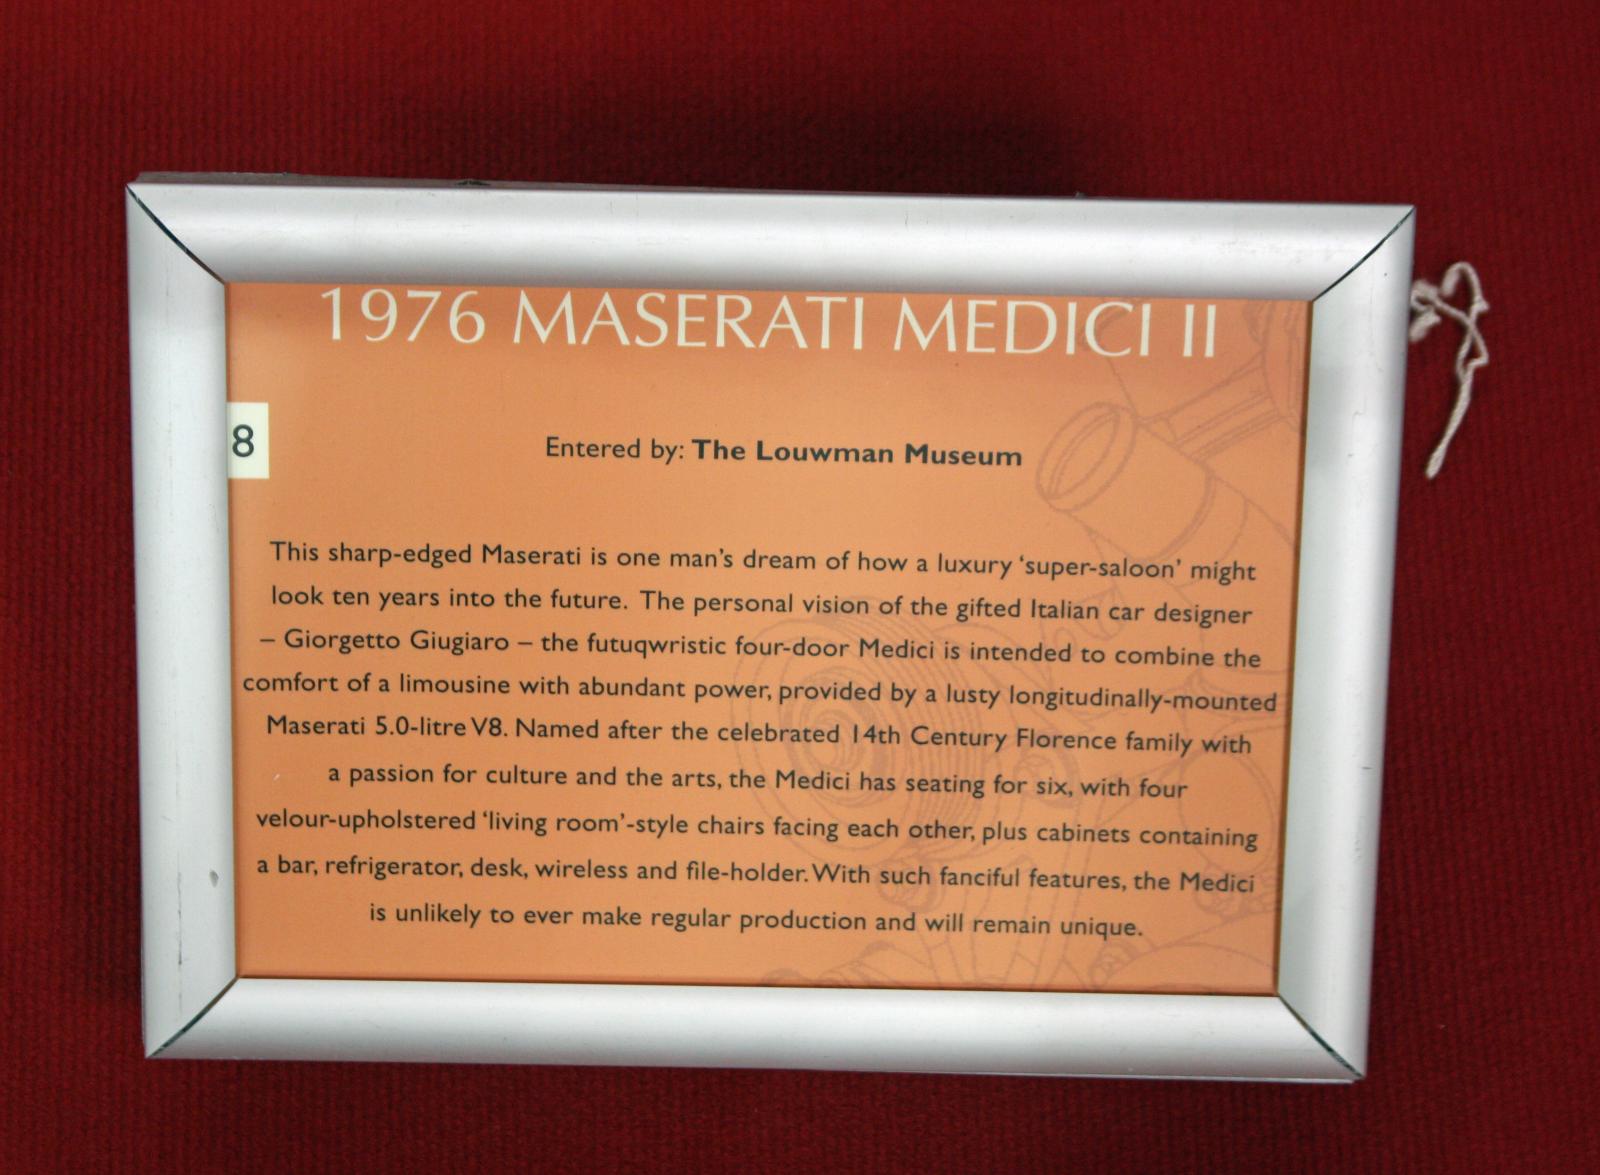 1976 MASERATI MEDICI II
8
Entered by: The Louwman Museum
This sharp-edged Maserati is one man's dream of how a luxury 'super-saloon' might
look ten years into the future. The personal vision of the gifted Italian car designer
– Giorgetto Giugiaro – the futuqwristic four-door Medici is intended to combine the
comfort of a limousine with abundant power, provided by a lusty longitudinally-mounted
Maserati 5.0-litre V8. Named after the celebrated 14th Century Florence family with
a passion for culture and the arts, the Medici has seating for six, with four
velour-upholstered 'living room'-style chairs facing each other, plus cabinets containing
a bar, refrigerator, desk, wireless and file-holder. With such fanciful features, the Medici
is unlikely to ever make regular production and will remain unique.